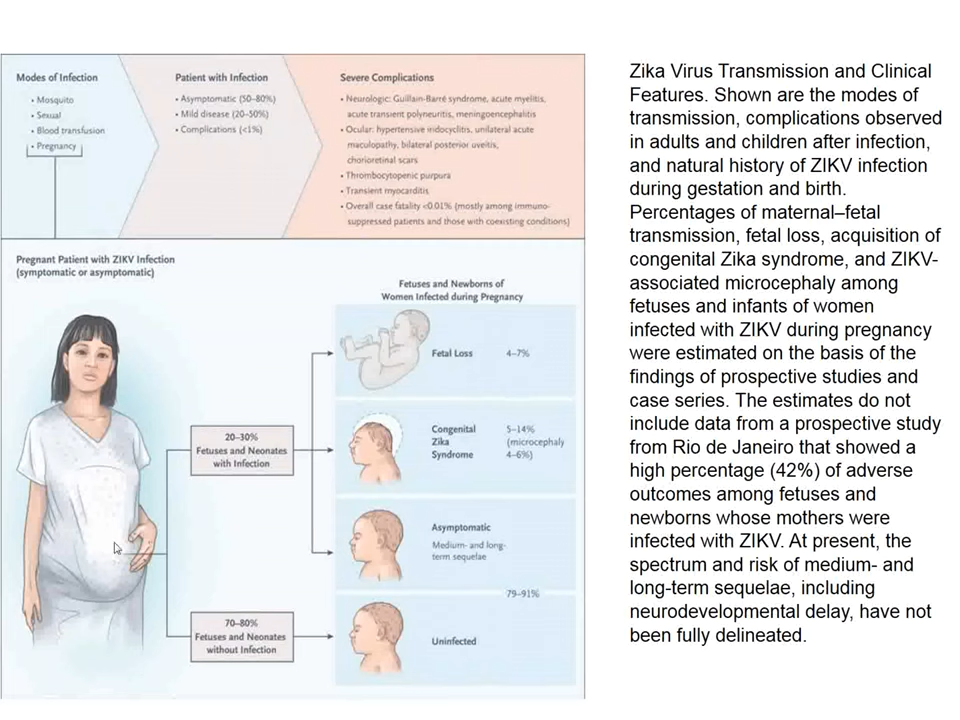 Modes of Infection
• Mosquito
• Sexual
• Blood transfusion
• Pregnancy
Patient with Infection
• Asymptomatic (50–80%)
• Mild disease (20–50%)
• Complications (<1%)
Severe Complications
• Neurologic: Guillain-Barré syndrome, acute myelitis,
acute transient polyneuritis, meningoencephalitis
• Ocular: hypertensive iridocyclitis, unilateral acute
maculopathy, bilateral posterior uveitis,
chorioretinal scars
• Thrombocytopenic purpura
• Transient myocarditis
• Overall case fatality <0.01% (mostly among immuno-
suppressed patients and those with coexisting conditions)
Pregnant Patient with ZIKV Infection
(symptomatic or asymptomatic)
Fetuses and Newborns of
Women Infected during Pregnancy
20–30%
Fetuses and Neonates
with Infection
70–80%
Fetuses and Neonates
without Infection
Fetal Loss 4–7%
Congenital 5–14%
Zika (microcephaly
Syndrome 4–6%)
Asymptomatic
Medium- and long-
term sequelae
79–91%
Uninfected
Zika Virus Transmission and Clinical
Features. Shown are the modes of
transmission, complications observed
in adults and children after infection,
and natural history of ZIKV infection
during gestation and birth.
Percentages of maternal–fetal
transmission, fetal loss, acquisition of
congenital Zika syndrome, and ZIKV-
associated microcephaly among
fetuses and infants of women
infected with ZIKV during pregnancy
were estimated on the basis of the
findings of prospective studies and
case series. The estimates do not
include data from a prospective study
from Rio de Janeiro that showed a
high percentage (42%) of adverse
outcomes among fetuses and
newborns whose mothers were
infected with ZIKV. At present, the
spectrum and risk of medium- and
long-term sequelae, including
neurodevelopmental delay, have not
been fully delineated.